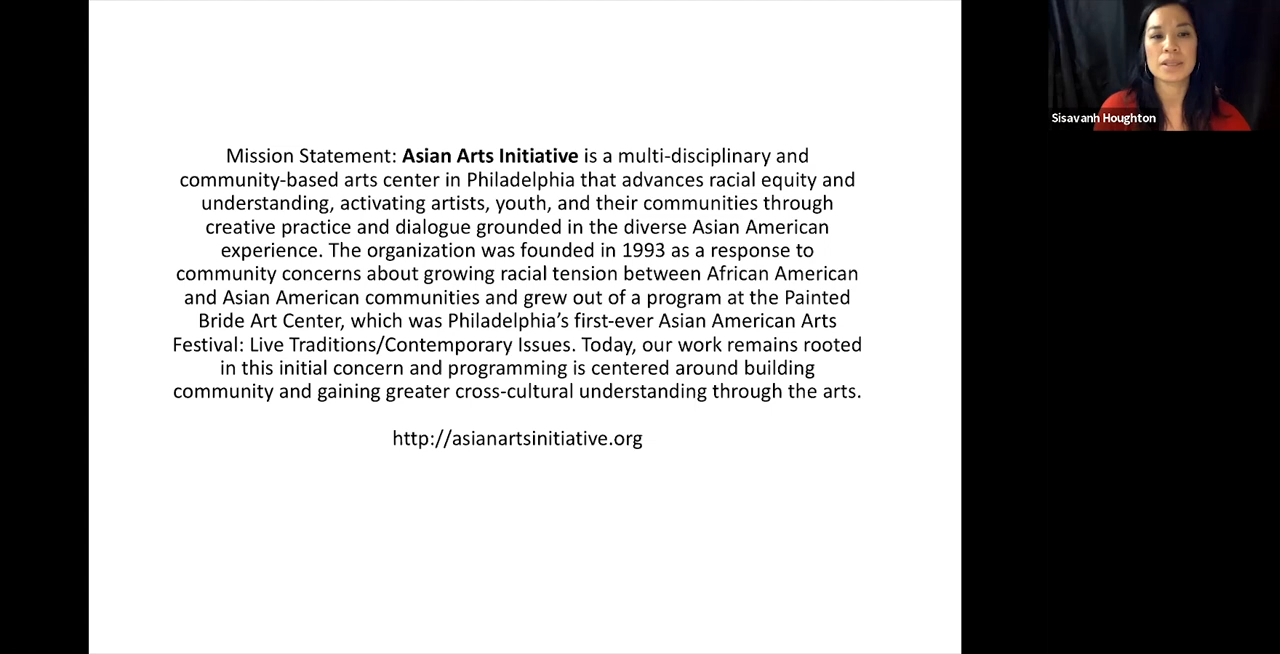 Mission Statement: Asian Arts Initiative is a multi-disciplinary and
community-based arts center in Philadelphia that advances racial equity and
understanding, activating artists, youth, and their communities through
creative practice and dialogue grounded in the diverse Asian American
experience. The organization was founded in 1993 as a response to
community concerns about growing racial tension between African American
and Asian American communities and grew out of a program at the Painted
Bride Art Center, which was Philadelphia’s first-ever Asian American Arts
Festival: Live Traditions/Contemporary Issues. Today, our work remains rooted
in this initial concern and programming is centered around building
community and gaining greater cross-cultural understanding through the arts.
http://asianartsinitiative.org
Sisavanh Houghton